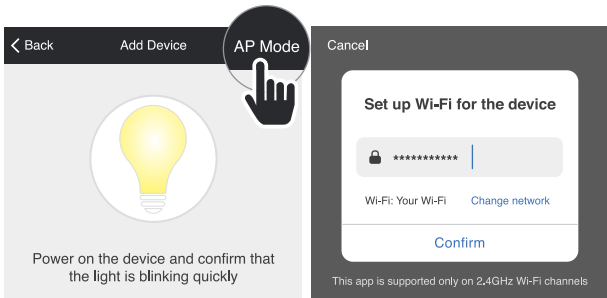 Back
Add Device
AP Mode
Power on the device and confirm that
the light is blinking quickly
Cancel
Set up Wi-Fi for the device
***********
Wi-Fi: Your Wi-Fi
Change network
Confirm
This app is supported only on 2.4GHz Wi-Fi channels